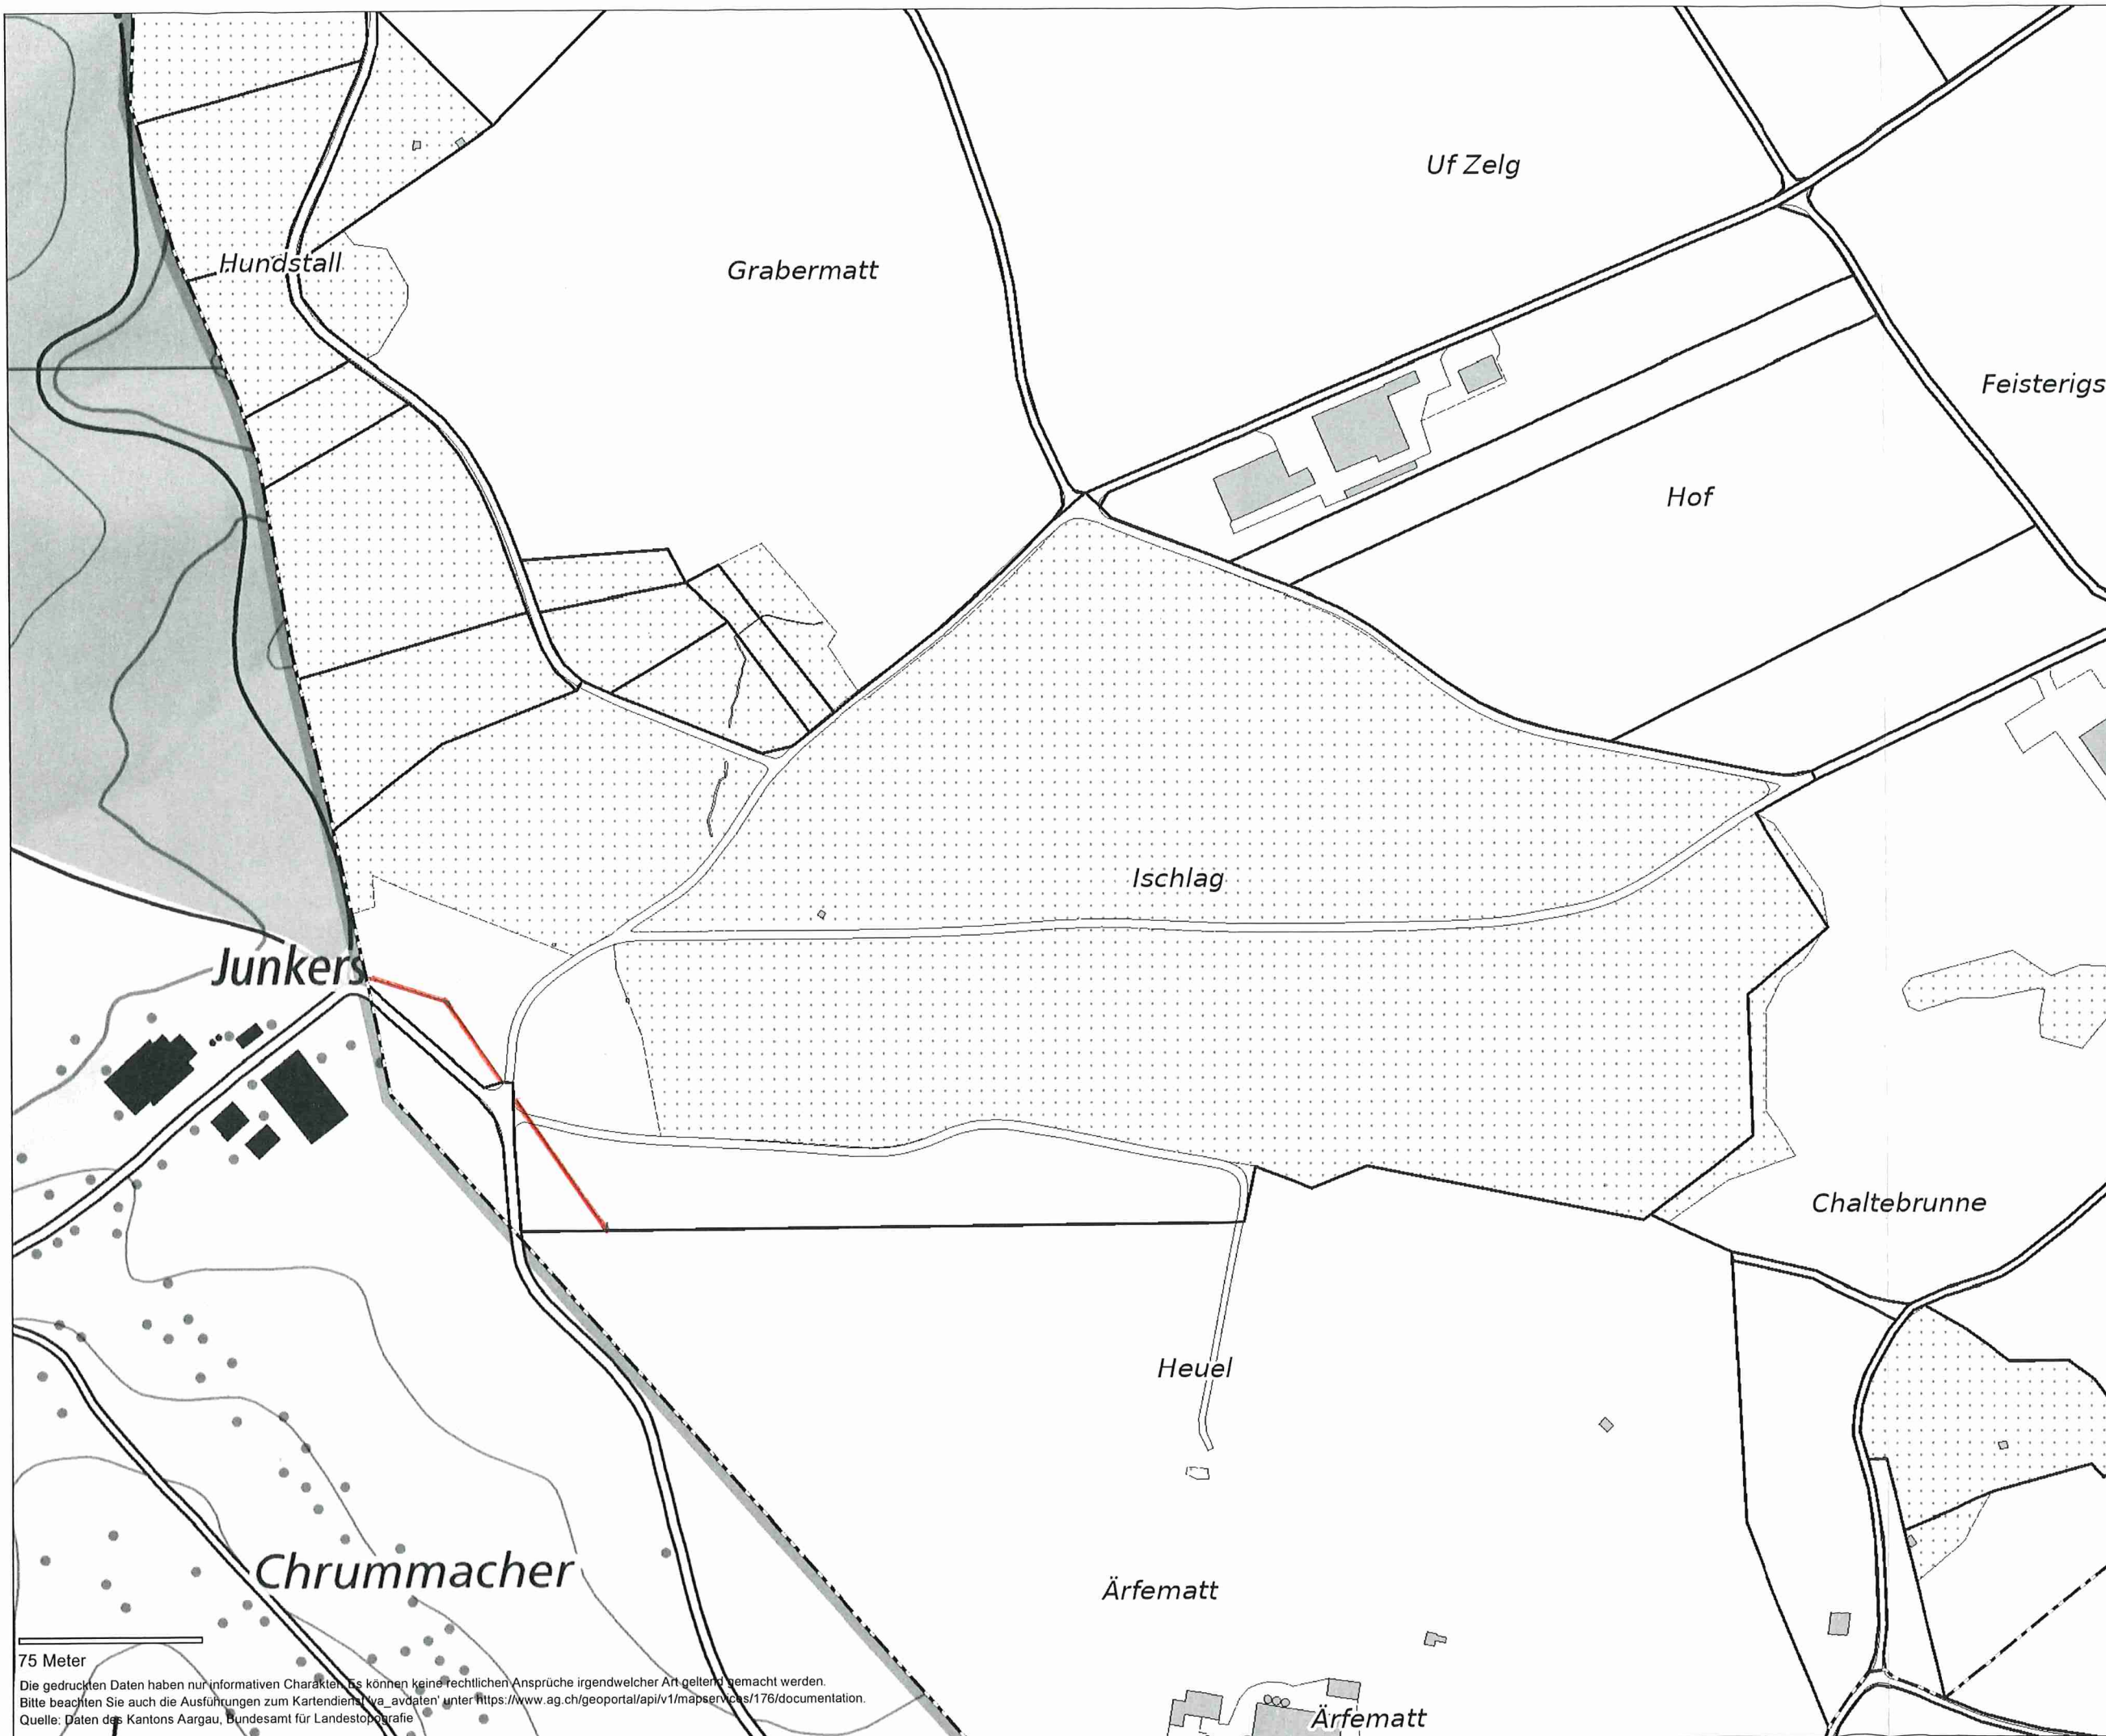 Uf Zelg
Hundstall
Grabermatt
Feisterigs
Hof
Ischlag
Junkers
Chaltebrunne
Heuel
Chrummacher
Ärfematt
75 Meter
Die gedruckten Daten haben nur informativen Charakter. Es können keine rechtlichen Ansprüche irgendwelcher Art geltend gemacht werden.
Bitte beachten Sie auch die Ausführungen zum Kartendienst 'va_avdaten' unter https://www.ag.ch/geoportal/api/v1/mapservices/176/documentation.
Quelle: Daten des Kantons Aargau, Bundesamt für Landestopografie
Ärfematt